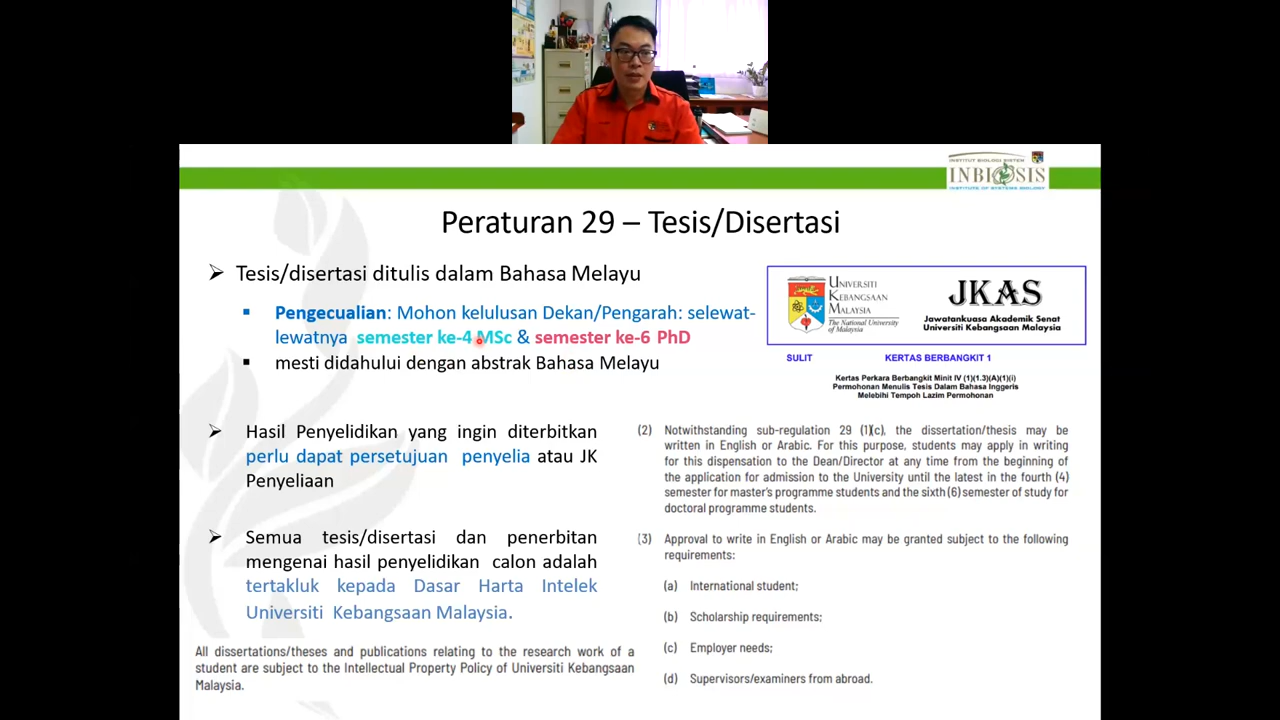 INSTITUT BIOLOGI SISTEM
INBIOSIS
INSTITUTE OF SYSTEMS BIOLOGY
Peraturan 29 – Tesis/Disertasi
Tesis/disertasi ditulis dalam Bahasa Melayu
Pengecualian: Mohon kelulusan Dekan/Pengarah: selewat-
lewatnya semester ke-4 MSc & semester ke-6 PhD
mesti didahului dengan abstrak Bahasa Melayu
Hasil Penyelidikan yang ingin diterbitkan
perlu dapat persetujuan penyelia atau JK
Penyeliaan
Semua tesis/disertasi dan penerbitan
mengenai hasil penyelidikan calon adalah
tertakluk kepada Dasar Harta Intelek
Universiti Kebangsaan Malaysia.
All dissertations/theses and publications relating to the research work of a
student are subject to the Intellectual Property Policy of Universiti Kebangsaan
Malaysia.
UNIVERSITI
KEBANGSAAN
MALAYSIA
The National University
of Malaysia
JKAS
Jawatankuasa Akademik Senat
Universiti Kebangsaan Malaysia
SULIT KERTAS BERBANGKIT 1
Kertas Perkara Berbangkit Minit IV (1)(1.3)(A)(1)(i)
Permohonan Menulis Tesis Dalam Bahasa Inggeris
Melebihi Tempoh Lazim Permohonan
(2) Notwithstanding sub-regulation 29 (1)(c), the dissertation/thesis may be
written in English or Arabic. For this purpose, students may apply in writing
for this dispensation to the Dean/Director at any time from the beginning of
the application for admission to the University until the latest in the fourth (4)
semester for master's programme students and the sixth (6) semester of study for
doctoral programme students.
(3) Approval to write in English or Arabic may be granted subject to the following
requirements:
(a) International student;
(b) Scholarship requirements;
(c) Employer needs;
(d) Supervisors/examiners from abroad.